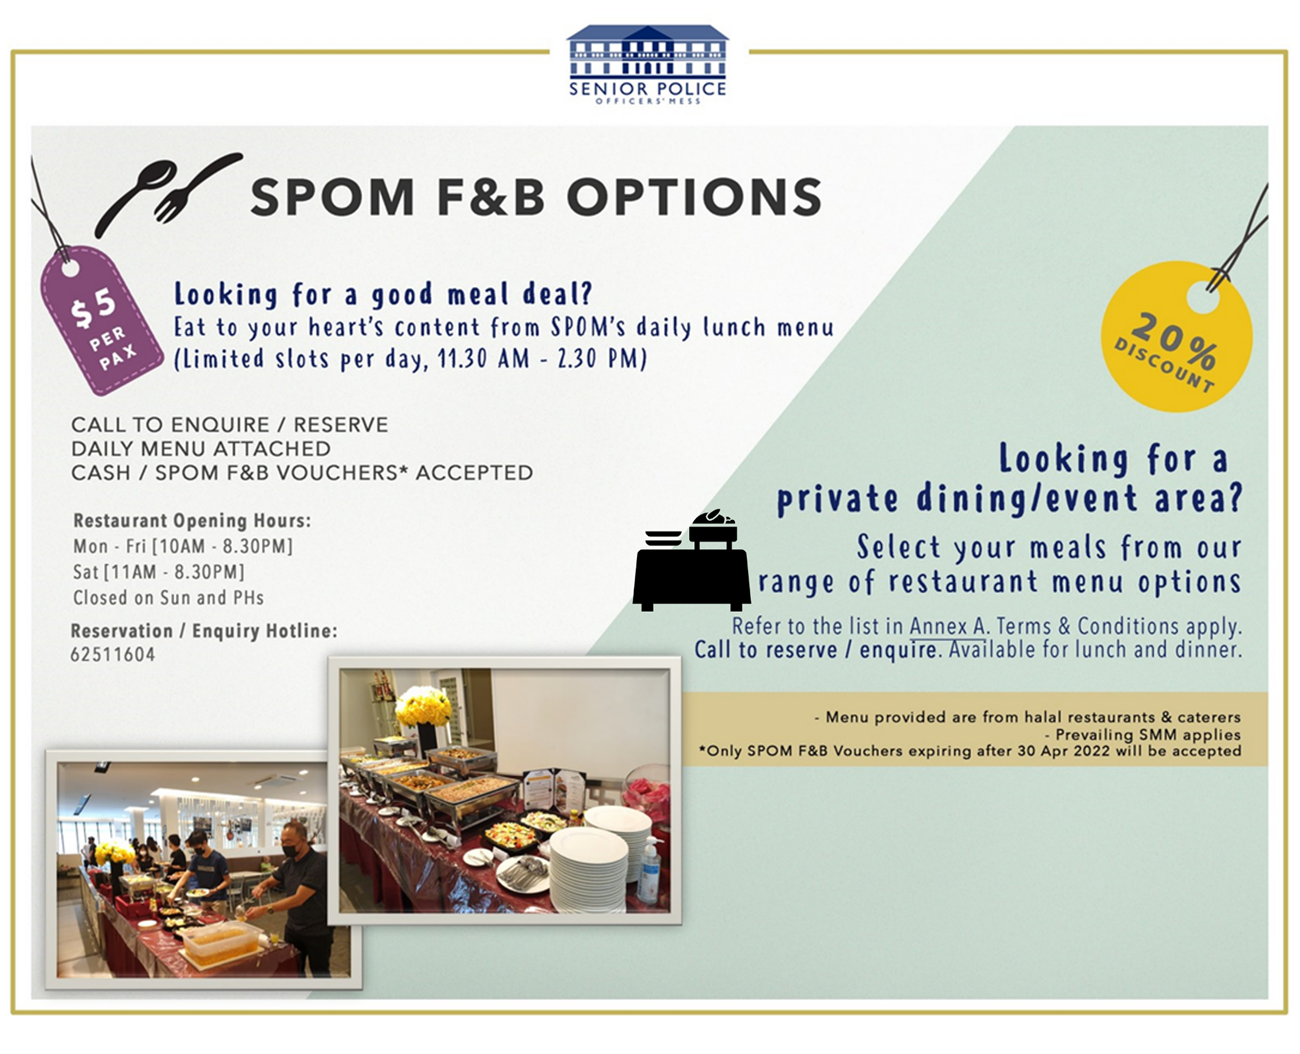 SENIOR POLICE
OFFICERS' MESS
SPOM F&B OPTIONS
$5
PER
PAX
Looking for a good meal deal?
Eat to your heart's content from SPOM's daily lunch menu
(Limited slots per day, 11.30 AM - 2.30 PM)
CALL TO ENQUIRE / RESERVE
DAILY MENU ATTACHED
CASH / SPOM F&B VOUCHERS* ACCEPTED
Restaurant Opening Hours:
Mon - Fri [10AM - 8.30PM]
Sat [11AM - 8.30PM]
Closed on Sun and PHs
Reservation / Enquiry Hotline:
62511604
20%
DISCOUNT
Looking for a
private dining/event area?
Select your meals from our
range of restaurant menu options
Refer to the list in Annex A. Terms & Conditions apply.
Call to reserve / enquire. Available for lunch and dinner.
- Menu provided are from halal restaurants & caterers
- Prevailing SMM applies
*Only SPOM F&B Vouchers expiring after 30 Apr 2022 will be accepted